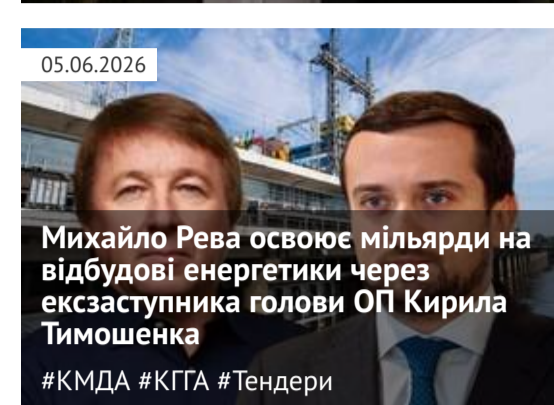 05.06.2026
Михайло Рева освоює мільярди на
відбудові енергетики через
ексзаступника голови ОП Кирила
Тимошенка
#КМДА #КГГА #Тендери